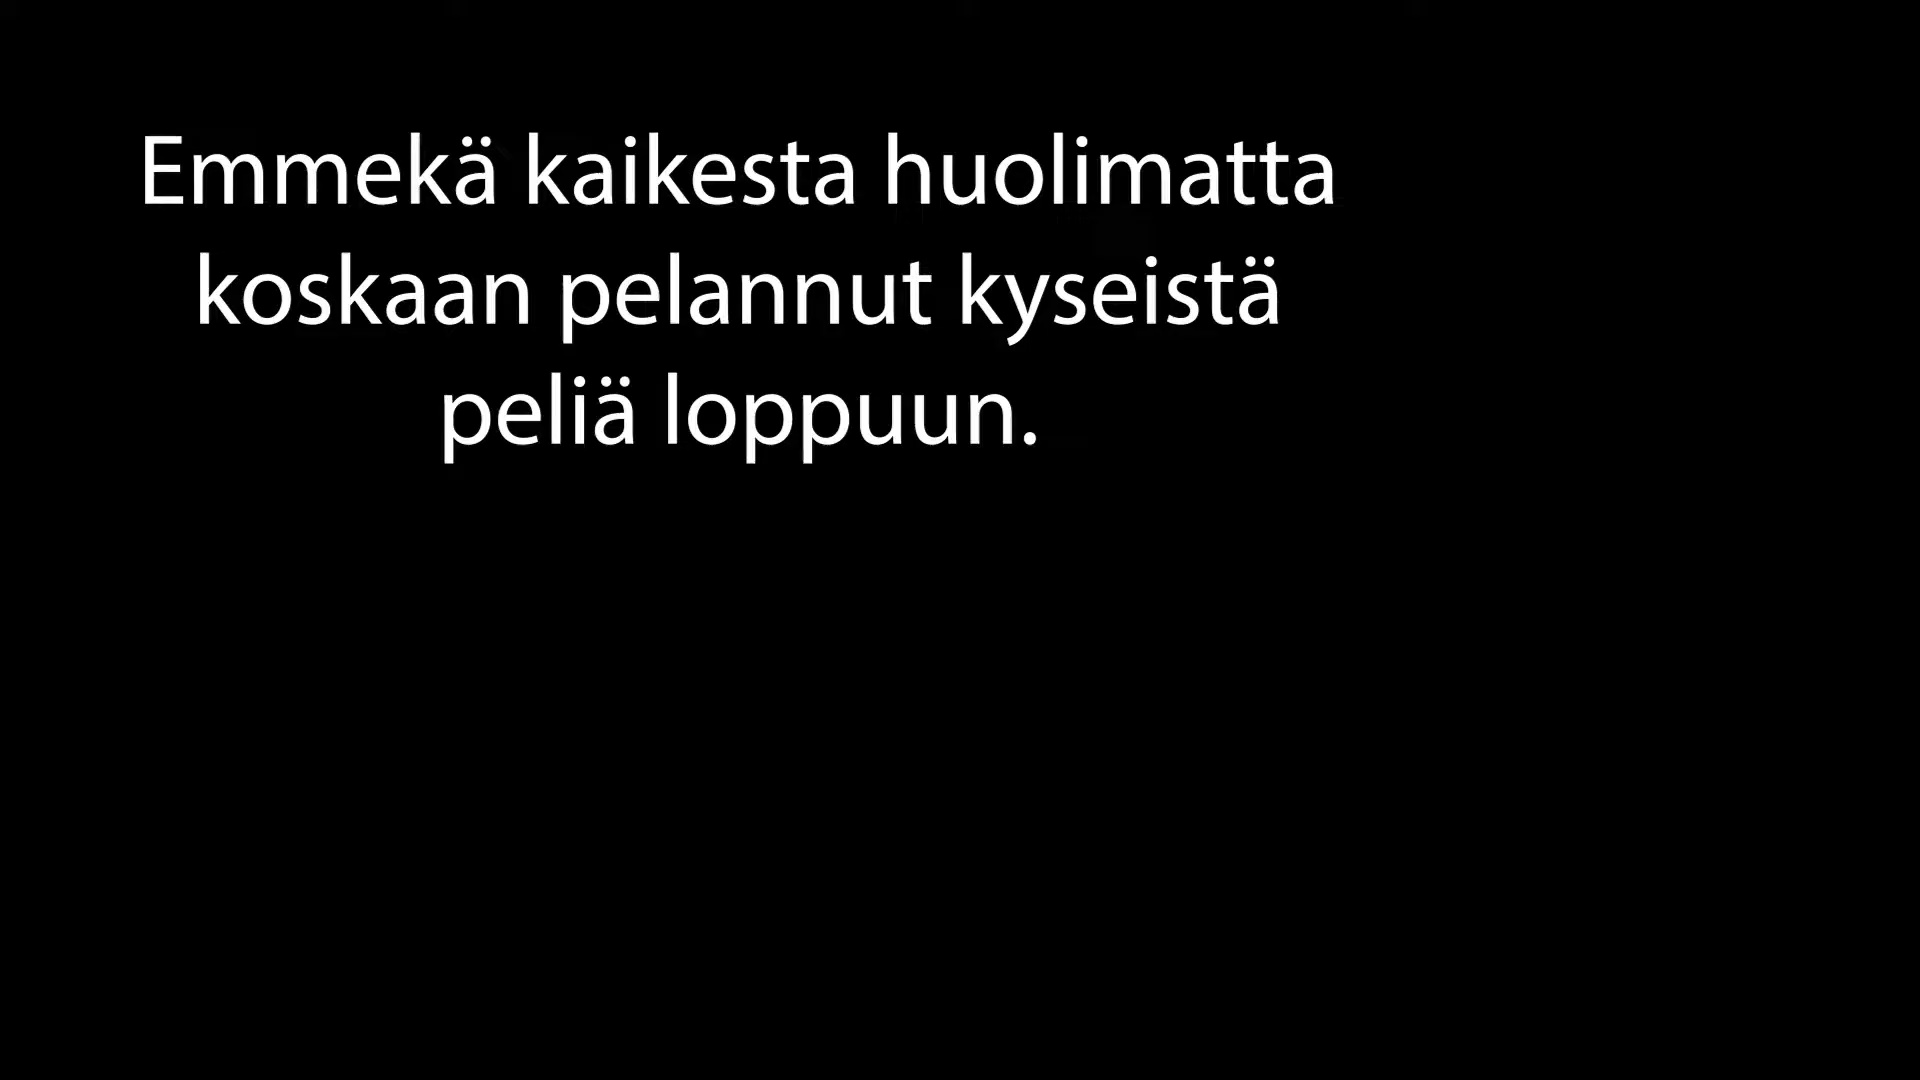 Emmekä kaikesta huolimatta
koskaan pelannut kyseistä
peliä loppuun.